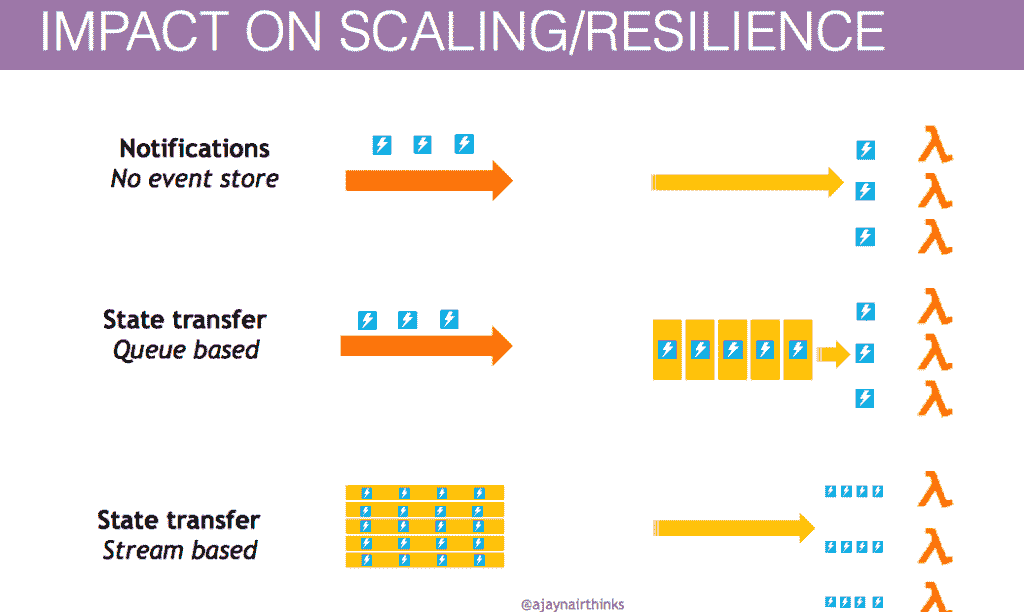 IMPACT ON SCALING/RESILIENCE
Notifications
No event store
λ
λ
λ
State transfer
Queue based
λ
λ
λ
State transfer
Stream based
λ
λ
λ
@ajaynairthinks